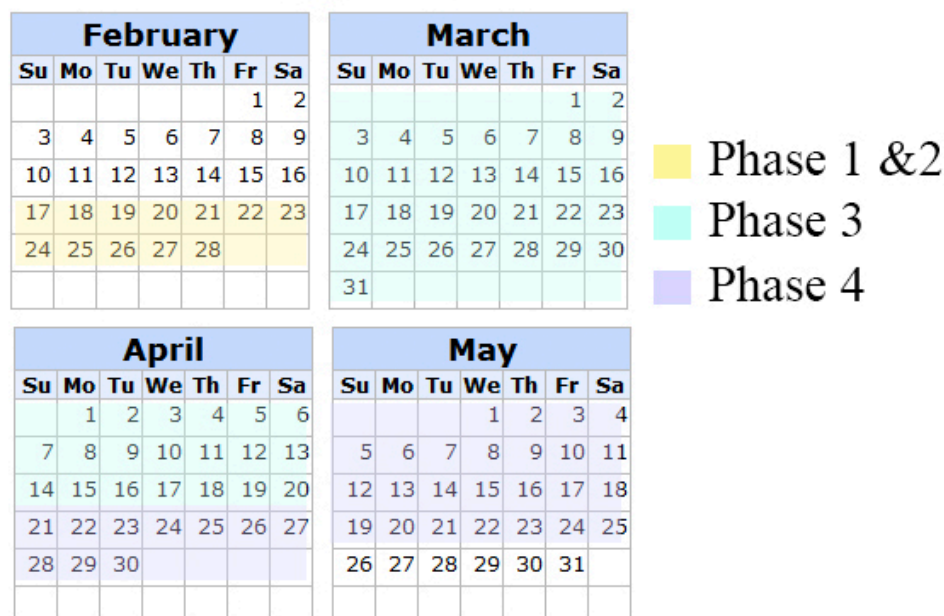 February
Su Mo Tu We Th Fr Sa
1 2
3 4 5 6 7 8 9
10 11 12 13 14 15 16
17 18 19 20 21 22 23
24 25 26 27 28
March
Su Mo Tu We Th Fr Sa
1 2
3 4 5 6 7 8 9
10 11 12 13 14 15 16
17 18 19 20 21 22 23
24 25 26 27 28 29 30
31
Phase 1 &2
Phase 3
Phase 4
April
Su Mo Tu We Th Fr Sa
1 2 3 4 5 6
7 8 9 10 11 12 13
14 15 16 17 18 19 20
21 22 23 24 25 26 27
28 29 30
May
Su Mo Tu We Th Fr Sa
1 2 3 4
5 6 7 8 9 10 11
12 13 14 15 16 17 18
19 20 21 22 23 24 25
26 27 28 29 30 31